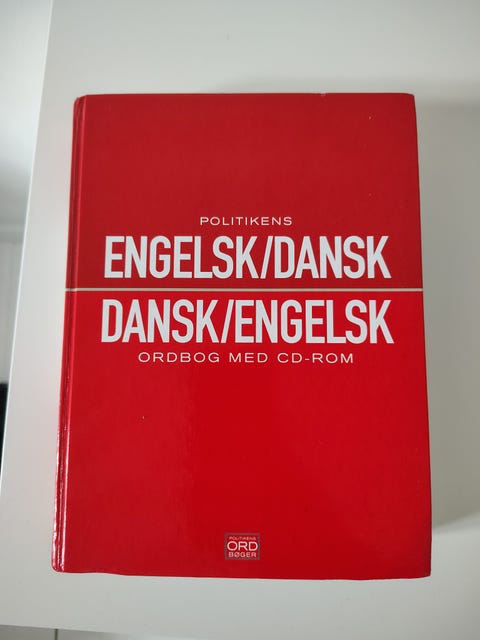 POLITIKENS
ENGELSK/DANSK
DANSK/ENGELSK
ORDBOG MED CD-ROM
POLITIKENS
ORD
BØGER